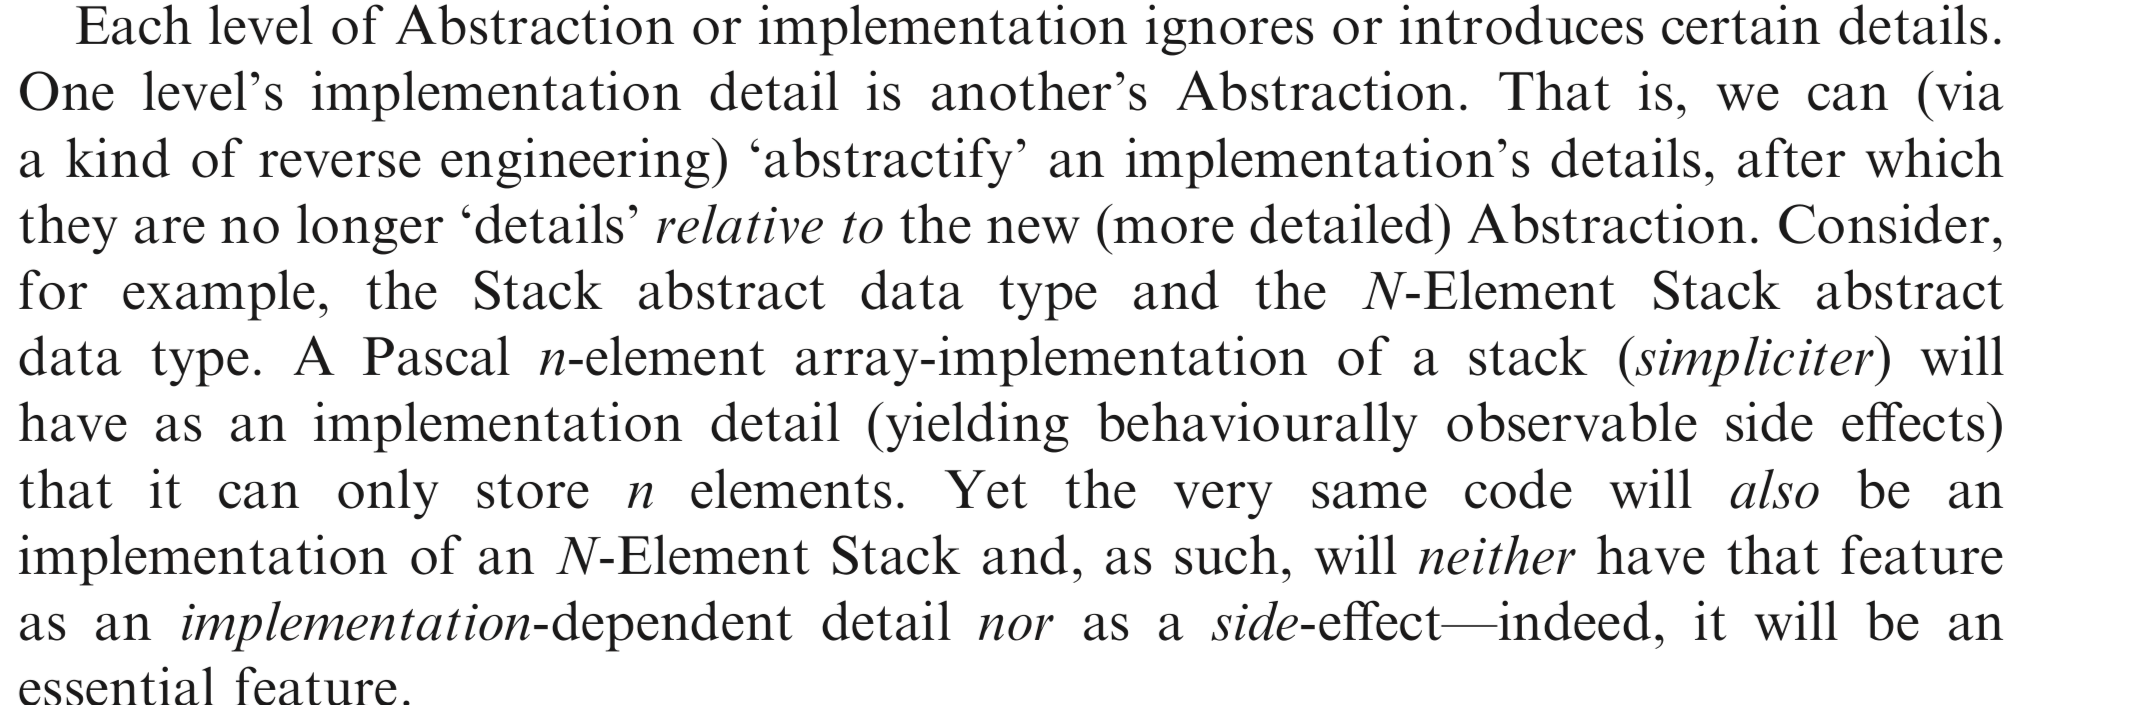 Each level of Abstraction or implementation ignores or introduces certain details.
One level’s implementation detail is another’s Abstraction. That is, we can (via
a kind of reverse engineering) ‘abstractify’ an implementation’s details, after which
they are no longer ‘details’ relative to the new (more detailed) Abstraction. Consider,
for example, the Stack abstract data type and the N-Element Stack abstract
data type. A Pascal n-element array-implementation of a stack (simpliciter) will
have as an implementation detail (yielding behaviourally observable side effects)
that it can only store n elements. Yet the very same code will also be an
implementation of an N-Element Stack and, as such, will neither have that feature
as an implementation-dependent detail nor as a side-effect—indeed, it will be an
essential feature.